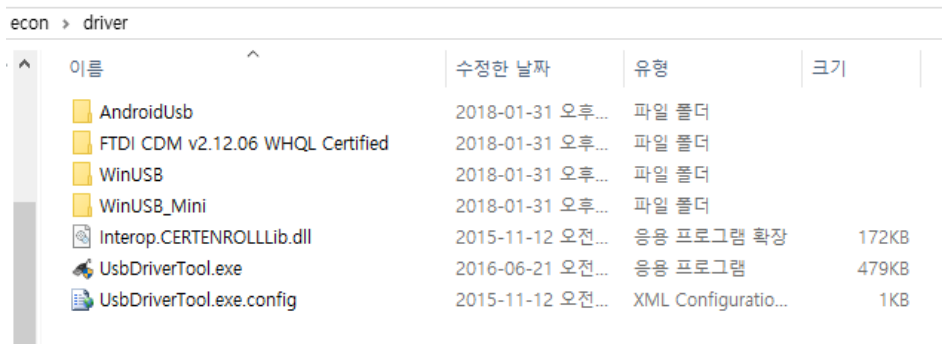 econ > driver
이름 수정한 날짜 유형 크기
AndroidUsb 2018-01-31 오후... 파일 폴더
FTDI CDM v2.12.06 WHQL Certified 2018-01-31 오후... 파일 폴더
WinUSB 2018-01-31 오후... 파일 폴더
WinUSB_Mini 2018-01-31 오후... 파일 폴더
Interop.CERTENROLLLib.dll 2015-11-12 오전... 응용 프로그램 확장 172KB
UsbDriverTool.exe 2016-06-21 오전... 응용 프로그램 479KB
UsbDriverTool.exe.config 2015-11-12 오전... XML Configuratio... 1KB